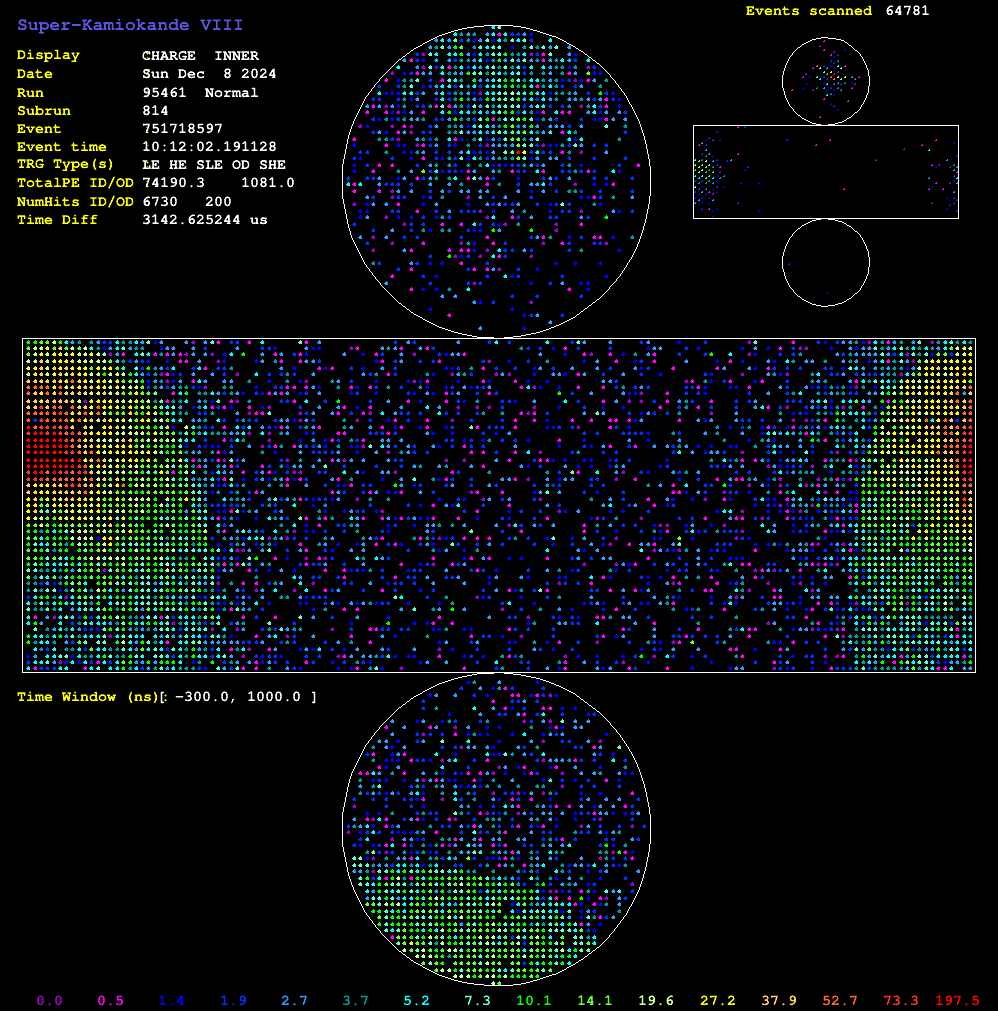 Super-Kamiokande VIII
Events scanned 64781
Display CHARGE INNER
Date Sun Dec 8 2024
Run 95461 Normal
Subrun 814
Event 751718597
Event time 10:12:02.191128
TRG Type(s) LE HE SLE OD SHE
TotalPE ID/OD 74190.3 1081.0
NumHits ID/OD 6730 200
Time Diff 3142.625244 us
Time Window (ns)[: -300.0, 1000.0 ]
0.0 0.5 1.4 1.9 2.7 3.7 5.2 7.3 10.1 14.1 19.6 27.2 37.9 52.7 73.3 197.5